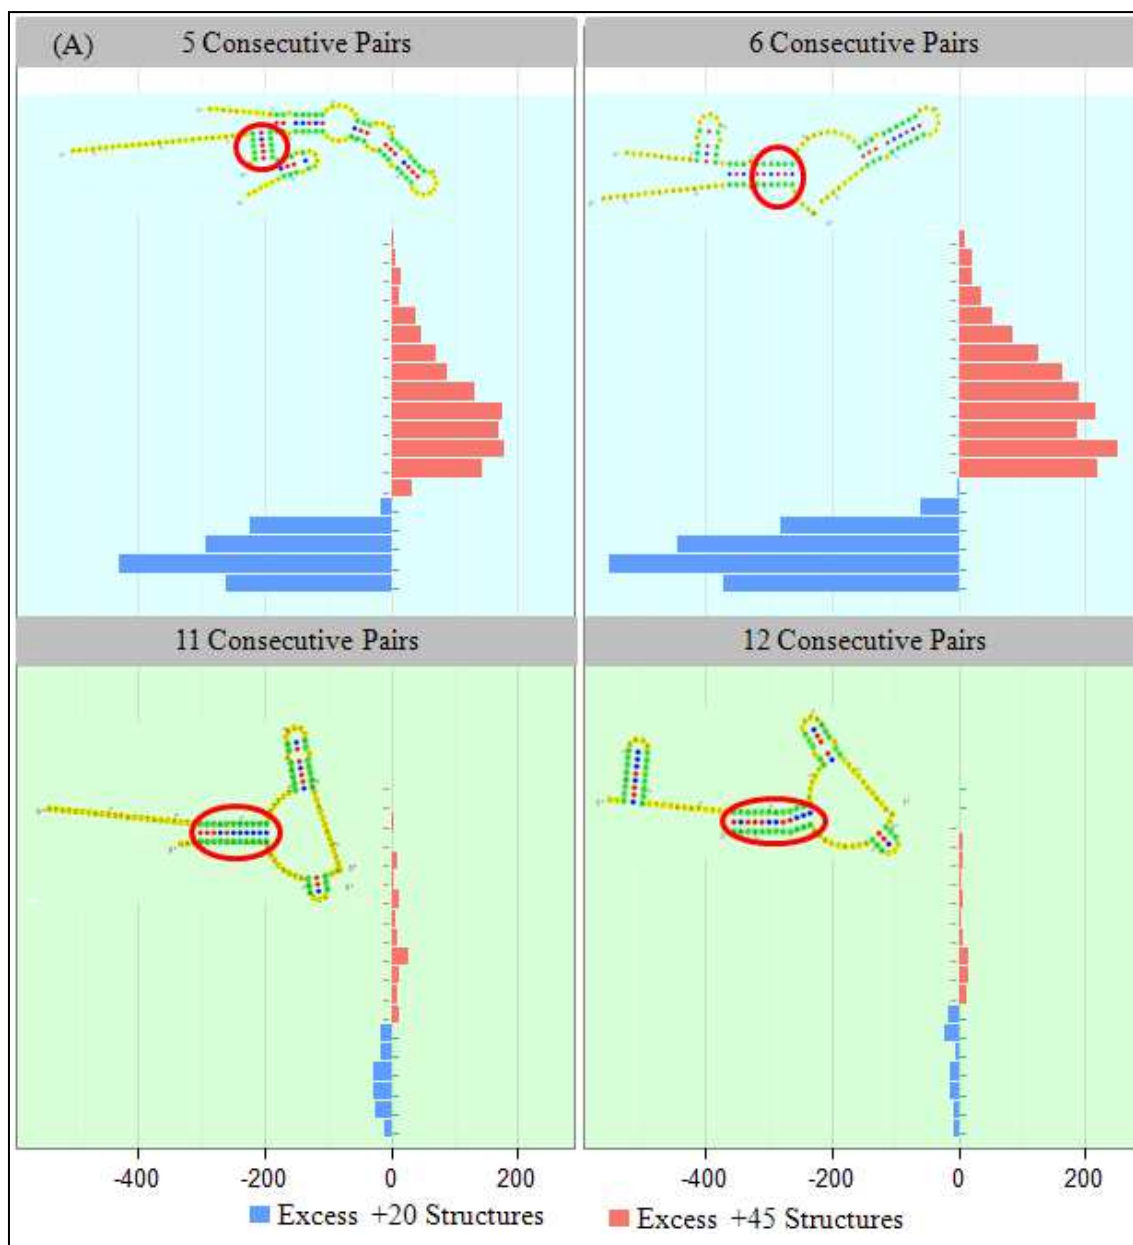 (A) 5 Consecutive Pairs
6 Consecutive Pairs
11 Consecutive Pairs
12 Consecutive Pairs
-400 -200 0 200
-400 -200 0 200
Excess +20 Structures
Excess +45 Structures